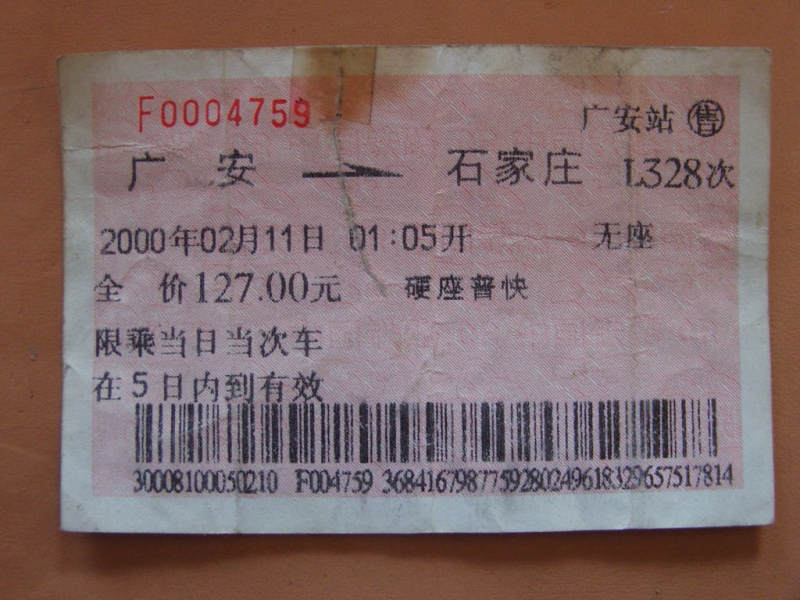 F0004759
广安站 售
广安 → 石家庄 L328次
2000年02月11日 01:05开 无座
全 价127.00元 硬座普快
限乘当日当次车
在5日内到有效
30008100050210 F004759 36841679877592802496183296575178​14